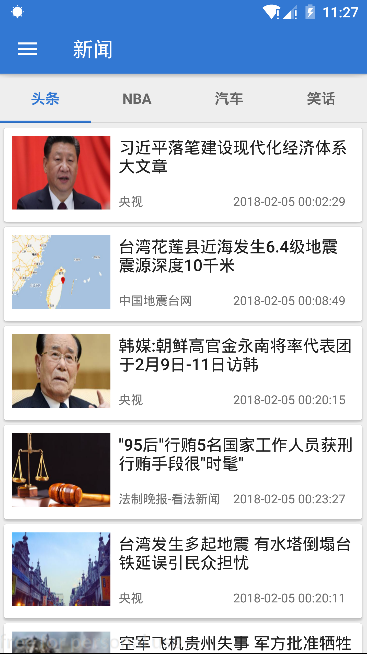 11:27
新闻
头条
NBA
汽车
笑话
习近平落笔建设现代化经济体系
大文章
央视
2018-02-05 00:02:29
台湾花莲县近海发生6.4级地震
震源深度10千米
中国地震台网
2018-02-05 00:08:49
韩媒:朝鲜高官金永南将率代表团
于2月9日-11日访韩
央视
2018-02-05 00:20:15
"95后"行贿5名国家工作人员获刑
行贿手段很"时髦"
法制晚报-看法新闻
2018-02-05 00:23:27
台湾发生多起地震 有水塔倒塌台
铁延误引民众担忧
央视
2018-02-05 00:20:11
空军飞机贵州失事 军方批准牺牲